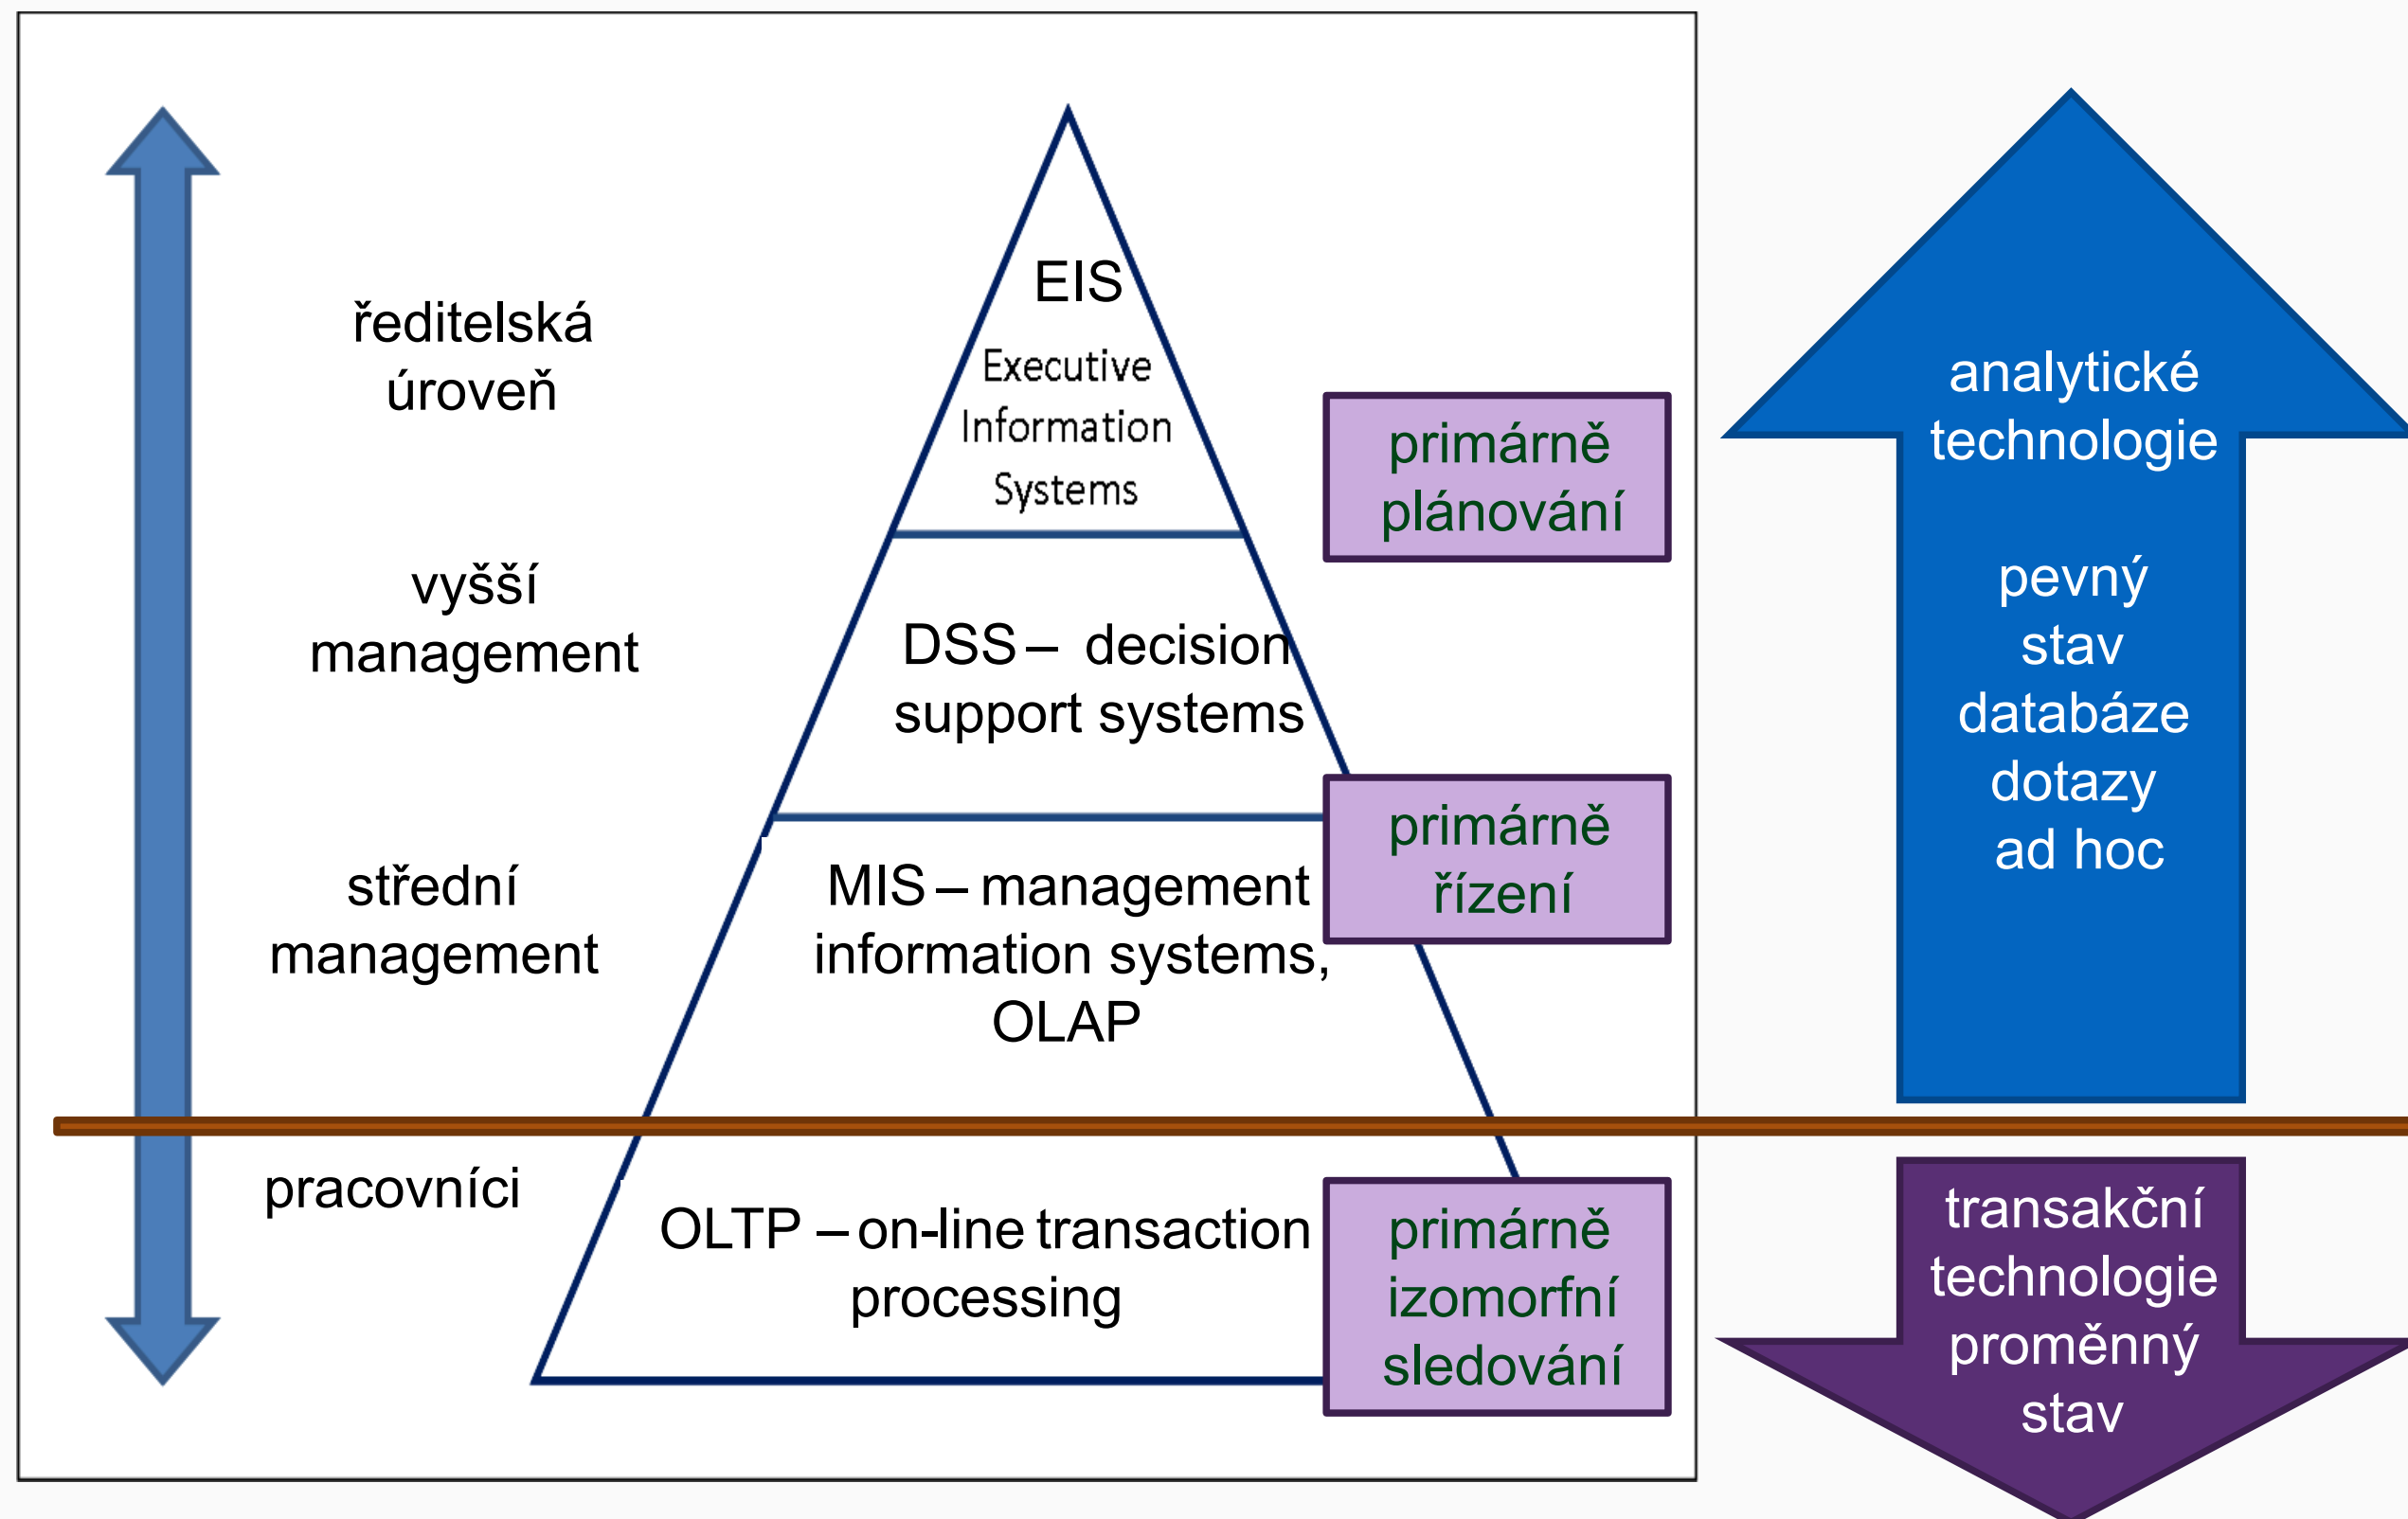 ředitelská
úroveň
EIS
Executive
Information
Systems
primárně
plánování
vyšší
management
DSS – decision
support systems
střední
management
MIS – management
information systems,
OLAP
primárně
řízení
pracovníci
OLTP – on-line transaction
processing
primárně
izomorfní
sledování
analytické
technologie
pevný
stav
databáze
dotazy
ad hoc
transakční
technologie
proměnný
stav